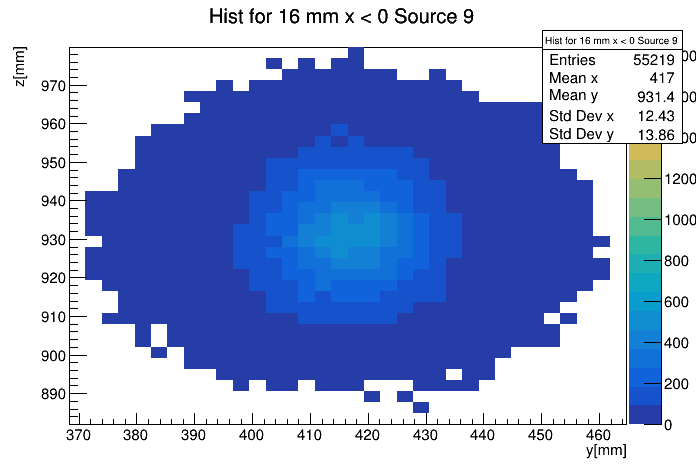 Hist for 16 mm x < 0 Source 9
Hist for 16 mm x < 0 Source 9
Entries 55219
Mean x 417
Mean y 931.4
Std Dev x 12.43
Std Dev y 13.86
z[mm]
970
960
950
940
930
920
910
900
890
370 380 390 400 410 420 430 440 450 460
y[mm]
1200
1000
800
600
400
200
0